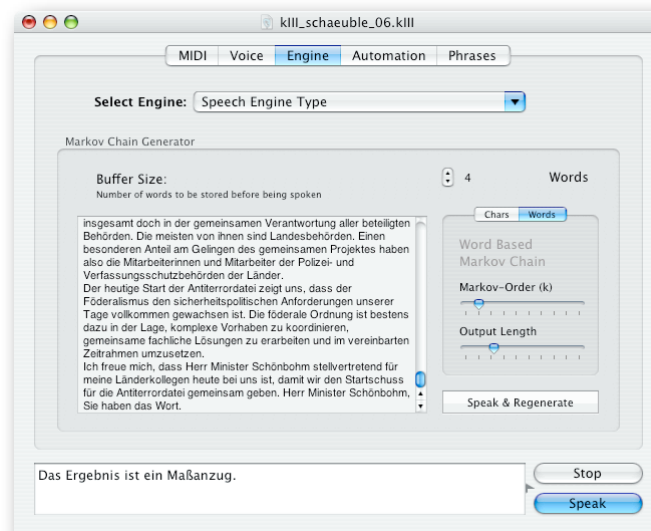 klll_schaeuble_06.klll
MIDI Voice Engine Automation Phrases
Select Engine: Speech Engine Type
Markov Chain Generator
Buffer Size: 4 Words
Number of words to be stored before being spoken
insgesamt doch in der gemeinsamen Verantwortung aller beteiligten
Behörden. Die meisten von ihnen sind Landesbehörden. Einen
besonderen Anteil am Gelingen des gemeinsamen Projektes haben
also die Mitarbeiterinnen und Mitarbeiter der Polizei- und
Verfassungsschutzbehörden der Länder.
Der heutige Start der Antiterrordatei zeigt uns, dass der
Föderalismus den sicherheitspolitischen Anforderungen unserer
Tage vollkommen gewachsen ist. Die föderale Ordnung ist bestens
dazu in der Lage, komplexe Vorhaben zu koordinieren,
gemeinsame fachliche Lösungen zu erarbeiten und im vereinbarten
Zeitrahmen umzusetzen.
Ich freue mich, dass Herr Minister Schönbohm stellvertretend für
meine Länderkollegen heute bei uns ist, damit wir den Startschuss
für die Antiterrordatei gemeinsam geben. Herr Minister Schönbohm,
Sie haben das Wort.
Chars Words
Word Based
Markov Chain
Markov-Order (k)
Output Length
Speak & Regenerate
Das Ergebnis ist ein Maßanzug.
Stop
Speak